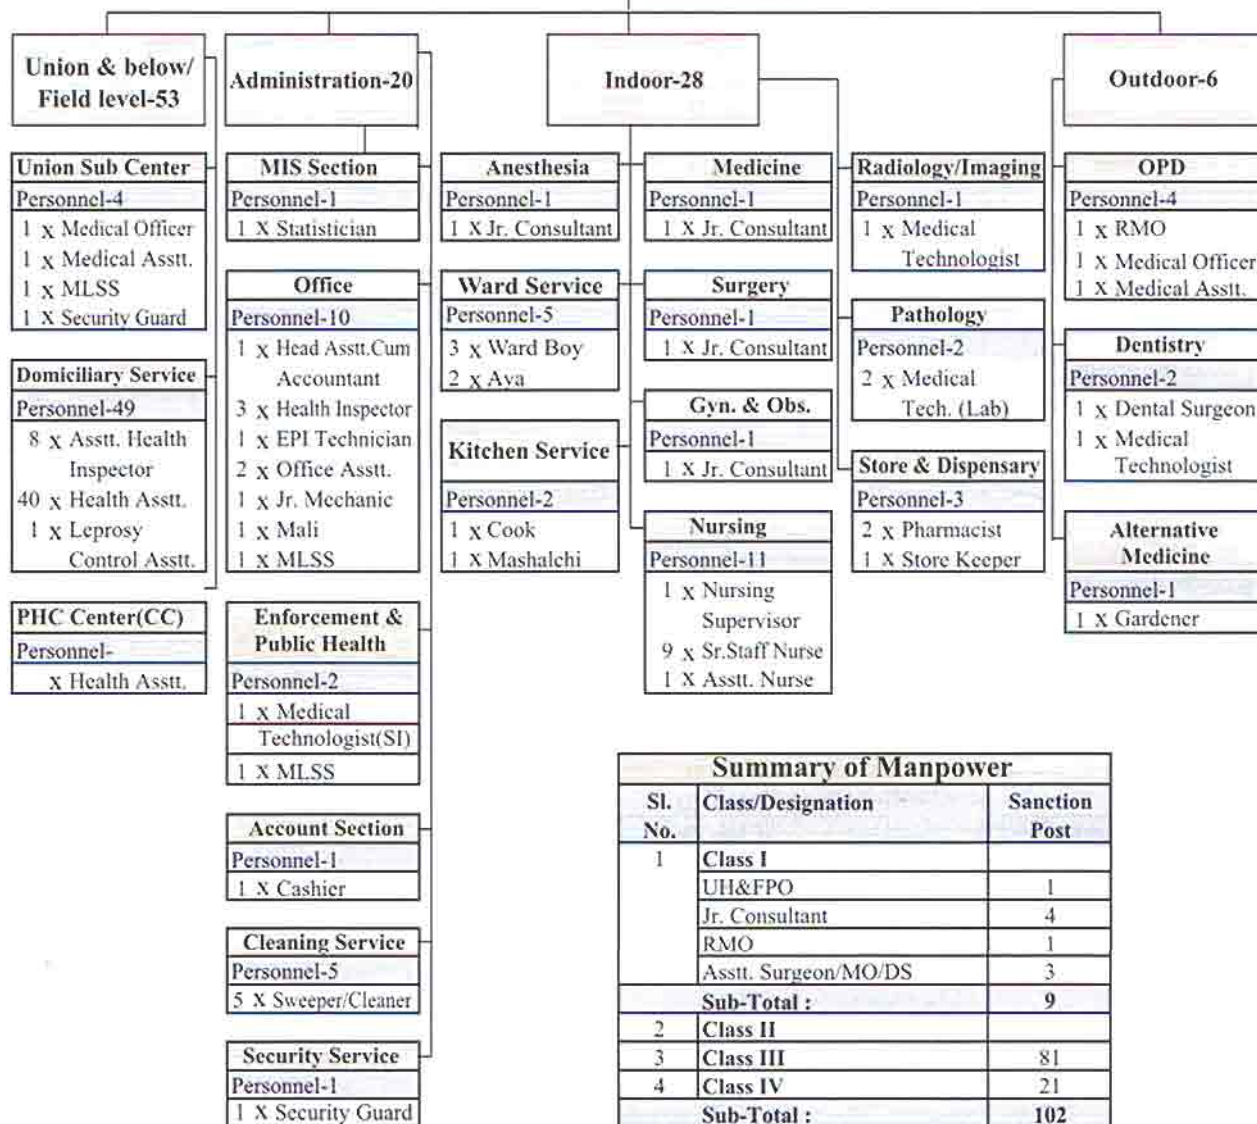 Union & below/
Field level-53
Administration-20
Indoor-28
Outdoor-6
Union Sub Center
Personnel-4
1 x Medical Officer
1 x Medical Asstt.
1 x MLSS
1 X Security Guard
Domiciliary Service
Personnel-49
8 x Asstt. Health
Inspector
40 x Health Asstt.
1 x Leprosy
Control Asstt.
PHC Center(CC)
Personnel-
x Health Asstt.
MIS Section
Personnel-1
1 X Statistician
Office
Personnel-10
1 x Head Asstt.Cum
Accountant
3 x Health Inspector
1 x EPI Technician
2 x Office Asstt.
1 x Jr. Mechanic
1 x Mali
1 x MLSS
Enforcement &
Public Health
Personnel-2
1 x Medical
Technologist(SI)
1 X MLSS
Account Section
Personnel-1
1 X Cashier
Cleaning Service
Personnel-5
5 X Sweeper/Cleaner
Security Service
Personnel-1
1 X Security Guard
Anesthesia
Personnel-1
1 X Jr. Consultant
Ward Service
Personnel-5
3 x Ward Boy
2 x Aya
Kitchen Service
Personnel-2
1 x Cook
1 X Mashalchi
Medicine
Personnel-1
1 X Jr. Consultant
Surgery
Personnel-1
1 X Jr. Consultant
Gyn. & Obs.
Personnel-1
1 X Jr. Consultant
Nursing
Personnel-11
1 x Nursing
Supervisor
9 x Sr.Staff Nurse
1 X Asstt. Nurse
Radiology/Imaging
Personnel-1
1 x Medical
Technologist
Pathology
Personnel-2
2 x Medical
Tech. (Lab)
Store & Dispensary
Personnel-3
2 x Pharmacist
1 X Store Keeper
OPD
Personnel-4
1 x RMO
1 X Medical Officer
1 X Medical Asstt.
Dentistry
Personnel-2
1 x Dental Surgeon
1 x Medical
Technologist
Alternative
Medicine
Personnel-1
1 X Gardener
Summary of Manpower
Sl. No. Class/Designation Sanction Post
1 Class I
UH&FPO 1
Jr. Consultant 4
RMO 1
Asstt. Surgeon/MO/DS 3
Sub-Total : 9
2 Class II
3 Class III 81
4 Class IV 21
Sub-Total : 102